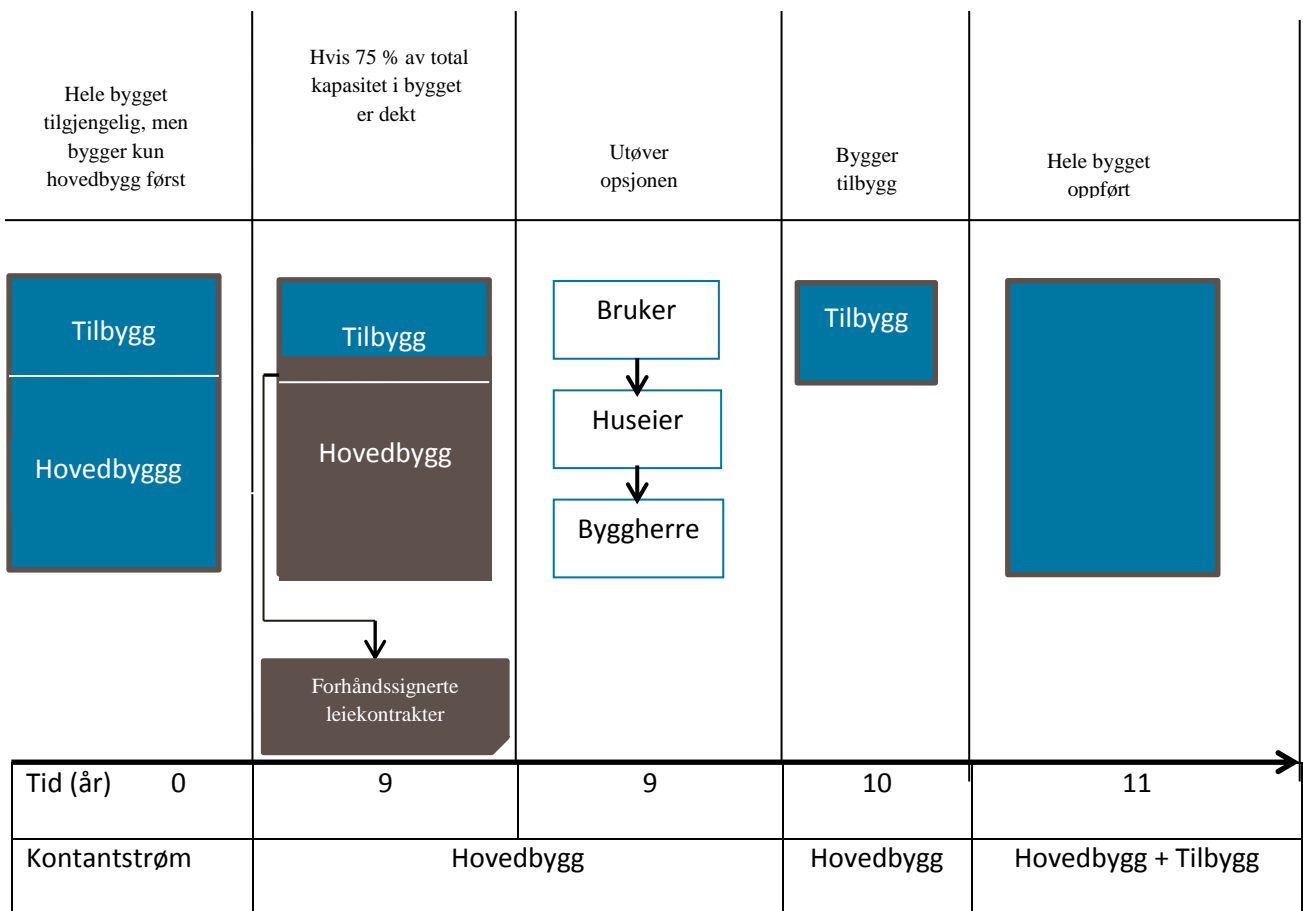 Hele bygget
tilgjengelig, men
bygger kun
hovedbygg først
Hvis 75 % av total
kapasitet i bygget
er dekt
Utøver
opsjonen
Bygger
tilbygg
Hele bygget
oppført
Tilbygg
Hovedbyggg
Tilbygg
Hovedbygg
Forhåndssignerte
leiekontrakter
Bruker
Huseier
Byggherre
Tilbygg
Tid (år) 0 9 9 10 11
Kontantstrøm Hovedbygg Hovedbygg Hovedbygg + Tilbygg